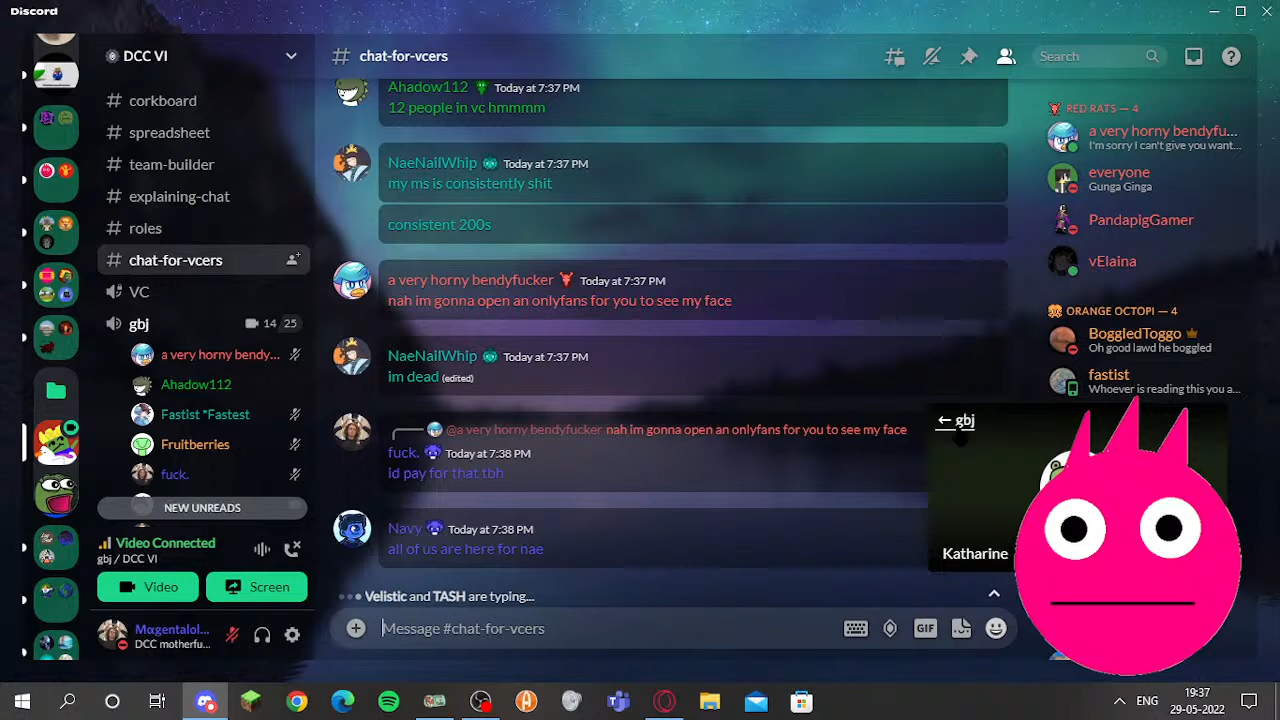 Discord
DCC VI
corkboard
spreadsheet
team-builder
explaining-chat
roles
chat-for-vcers
VC
gbj
14 25
a very horny bendy...
Ahadow112
Fastist *Fastest
Fruitberries
fuck.
NEW UNREADS
Video Connected
gbj / DCC VI
Video
Screen
Mαgentalol...
DCC motherfu...
# chat-for-vcers
Search
Ahadow112 Today at 7:37 PM
12 people in vc hmmmm
NaeNailWhip Today at 7:37 PM
my ms is consistently shit
consistent 200s
a very horny bendyfucker Today at 7:37 PM
nah im gonna open an onlyfans for you to see my face
NaeNailWhip Today at 7:37 PM
im dead (edited)
@a very horny bendyfucker nah im gonna open an onlyfans for you to see my face
fuck. Today at 7:38 PM
id pay for that tbh
Navy Today at 7:38 PM
all of us are here for nae
Velistic and TASH are typing...
Message #chat-for-vcers
GIF
RED RATS — 4
a very horny bendyfu...
I'm sorry I can't give you want...
everyone
Gunga Ginga
PandapigGamer
vElaina
ORANGE OCTOPI — 4
BoggledToggo
Oh good lawd he boggled
fastist
Whoever is reading this you a...
← gbj
Katharine
ENG
19:37
29-05-2022